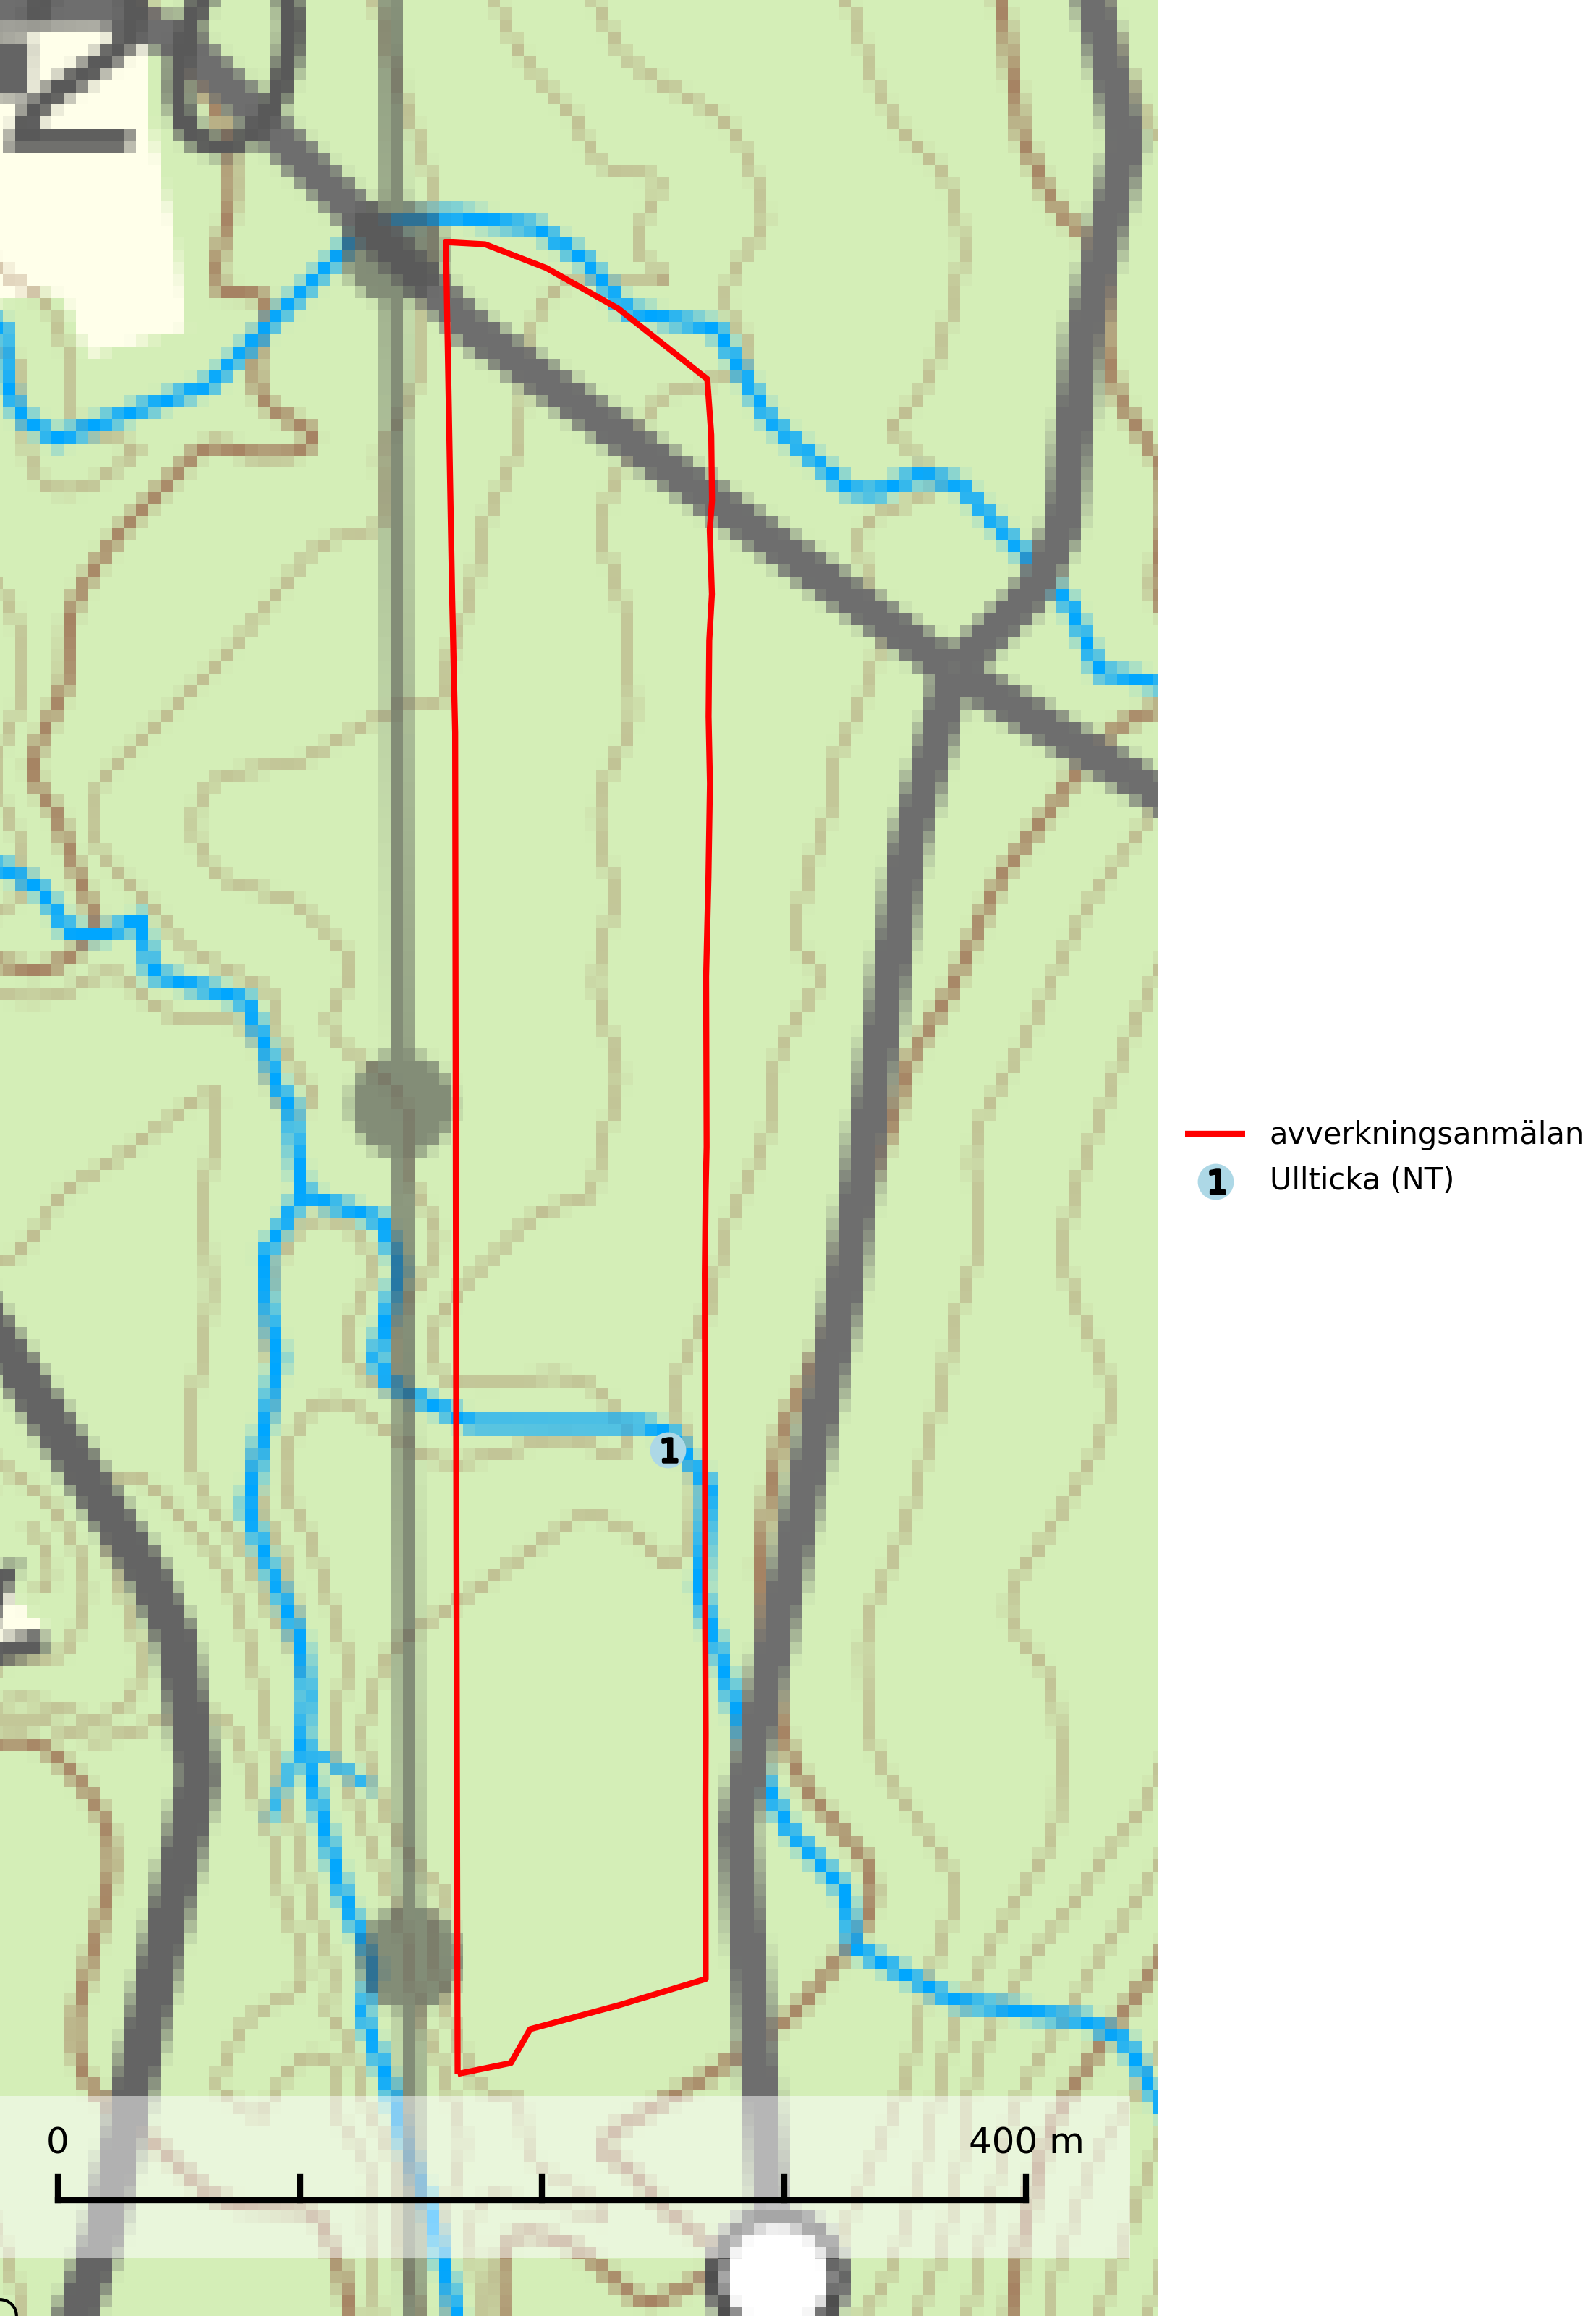 avverkningsanmälan
1 Ullticka (NT)
1
0 400 m